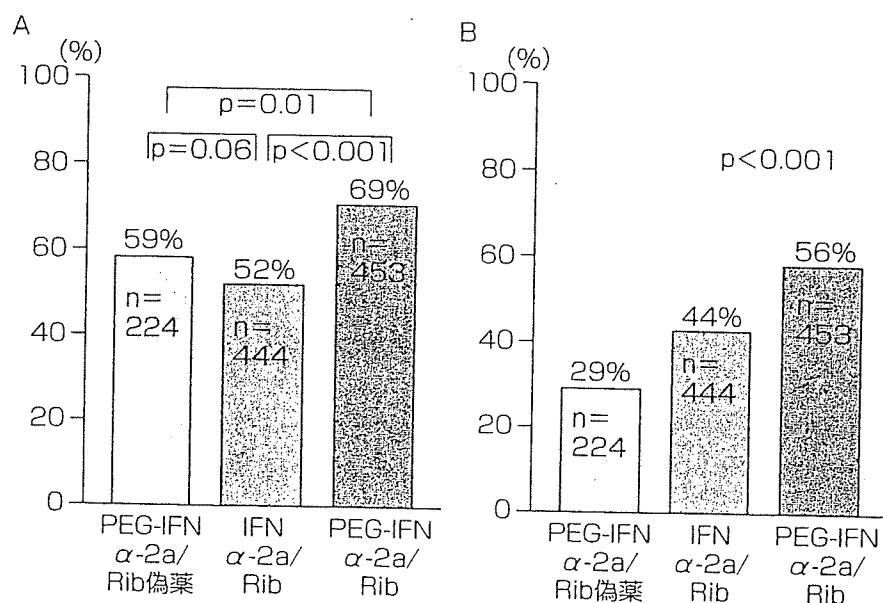 A
(%)
100
80
60
40
20
0
p=0.01
p=0.06
p<0.001
59%
52%
69%
n=
224
n=
444
n=
453
PEG-IFN
α-2a/
Rib偽薬
IFN
α-2a/
Rib
PEG-IFN
α-2a/
Rib
B
(%)
100
80
60
40
20
0
p<0.001
29%
44%
56%
n=
224
n=
444
n=
453
PEG-IFN
α-2a/
Rib偽薬
IFN
α-2a/
Rib
PEG-IFN
α-2a/
Rib